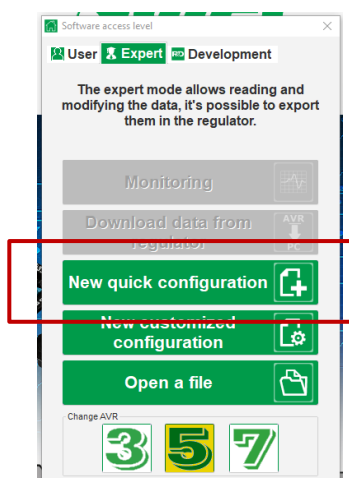 Software access level
User Expert RD Development
The expert mode allows reading and
modifying the data, it's possible to export
them in the regulator.
Monitoring
Download data from
regulator
AVR
PC
New quick configuration
New customized
configuration
Open a file
Change AVR
3 5 7